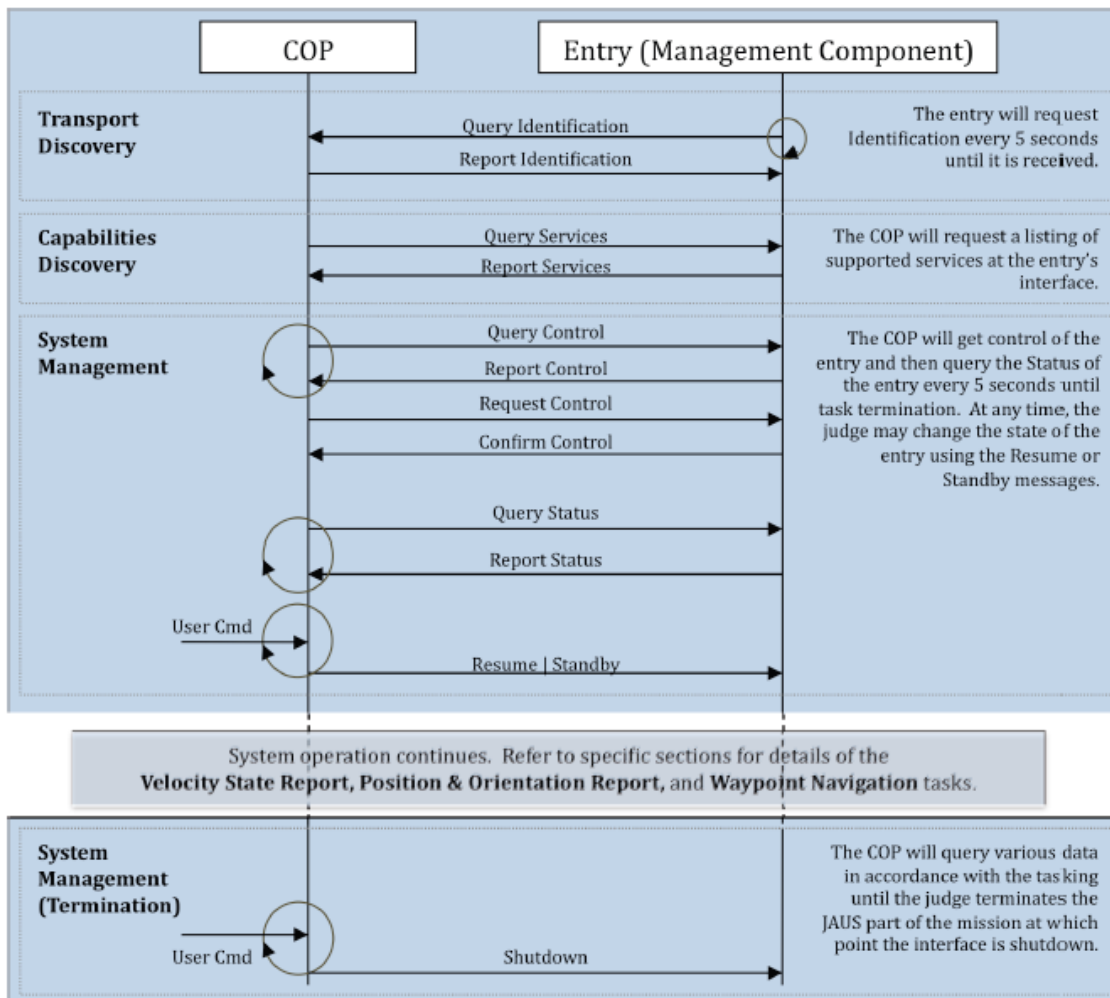 COP
Entry (Management Component)
Transport
Discovery
Query Identification
Report Identification
The entry will request
Identification every 5 seconds
until it is received.
Capabilities
Discovery
Query Services
Report Services
The COP will request a listing of
supported services at the entry's
interface.
System
Management
Query Control
Report Control
Request Control
Confirm Control
Query Status
Report Status
User Cmd
Resume | Standby
The COP will get control of the
entry and then query the Status of
the entry every 5 seconds until
task termination. At any time, the
judge may change the state of the
entry using the Resume or
Standby messages.
System operation continues. Refer to specific sections for details of the
Velocity State Report, Position & Orientation Report, and Waypoint Navigation tasks.
System
Management
(Termination)
User Cmd
Shutdown
The COP will query various data
in accordance with the tasking
until the judge terminates the
JAUS part of the mission at which
point the interface is shutdown.